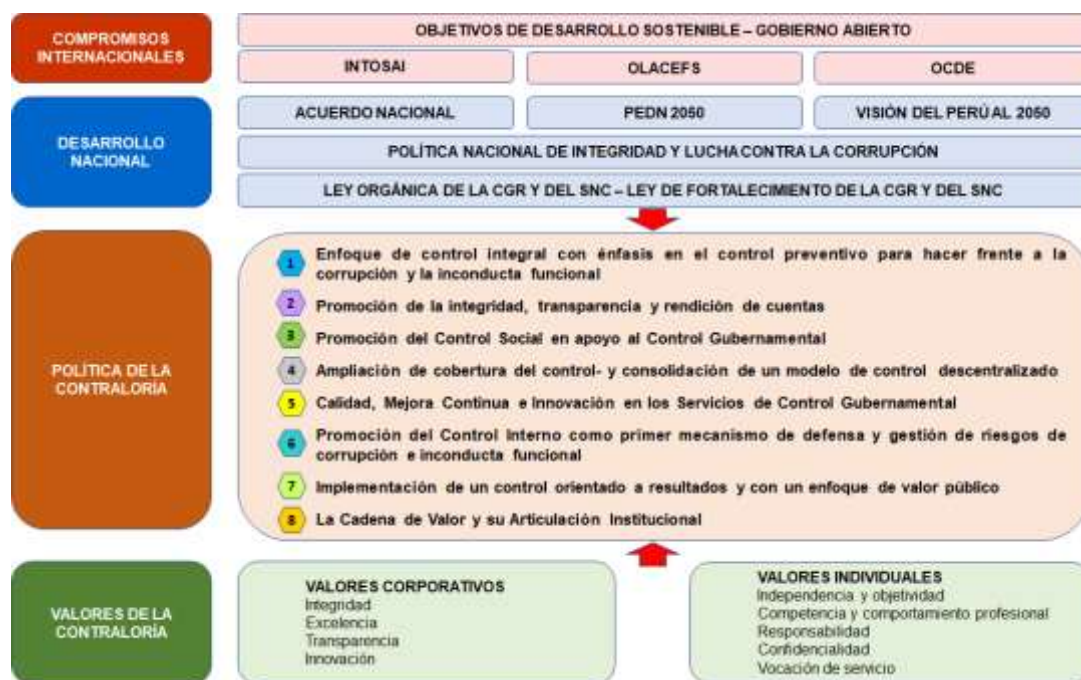 COMPROMISOS
INTERNACIONALES
OBJETIVOS DE DESARROLLO SOSTENIBLE – GOBIERNO ABIERTO
INTOSAI
OLACEFS
OCDE
DESARROLLO
NACIONAL
ACUERDO NACIONAL
PEDN 2050
VISIÓN DEL PERÚ AL 2050
POLÍTICA NACIONAL DE INTEGRIDAD Y LUCHA CONTRA LA CORRUPCIÓN
LEY ORGÁNICA DE LA CGR Y DEL SNC – LEY DE FORTALECIMIENTO DE LA CGR Y DEL SNC
POLÍTICA DE LA
CONTRALORÍA
1 Enfoque de control integral con énfasis en el control preventivo para hacer frente a la
corrupción y la inconducta funcional
2 Promoción de la integridad, transparencia y rendición de cuentas
3 Promoción del Control Social en apoyo al Control Gubernamental
4 Ampliación de cobertura del control- y consolidación de un modelo de control descentralizado
5 Calidad, Mejora Continua e Innovación en los Servicios de Control Gubernamental
6 Promoción del Control Interno como primer mecanismo de defensa y gestión de riesgos de
corrupción e inconducta funcional
7 Implementación de un control orientado a resultados y con un enfoque de valor público
8 La Cadena de Valor y su Articulación Institucional
VALORES DE LA
CONTRALORÍA
VALORES CORPORATIVOS
Integridad
Excelencia
Transparencia
Innovación
VALORES INDIVIDUALES
Independencia y objetividad
Competencia y comportamiento profesional
Responsabilidad
Confidencialidad
Vocación de servicio